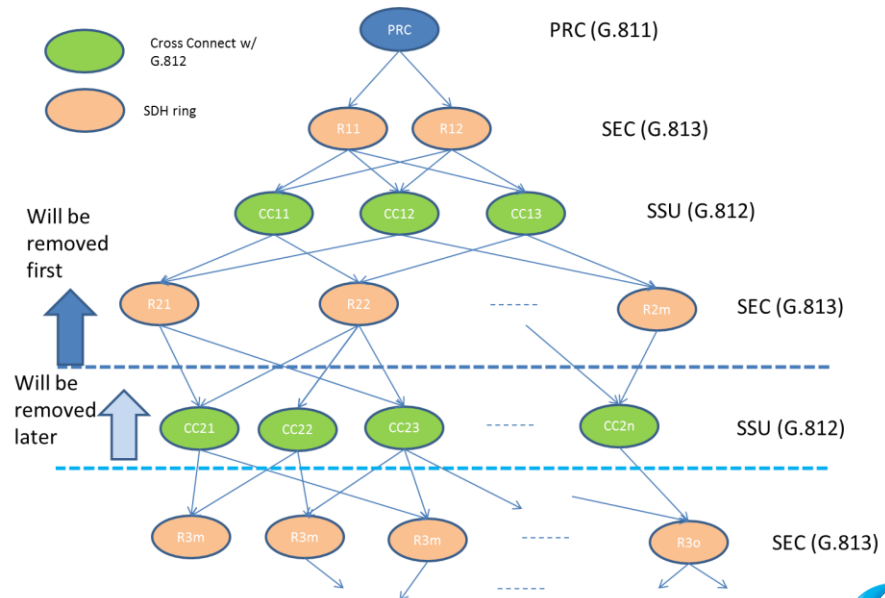 PRC
PRC (G.811)
Cross Connect w/
G.812
SDH ring
R11
R12
SEC (G.813)
CC11
CC12
CC13
SSU (G.812)
Will be
removed
first
R21
R22
R2m
SEC (G.813)
Will be
removed
later
CC21
CC22
CC23
CC2n
SSU (G.812)
R3m
R3m
R3m
R3o
SEC (G.813)